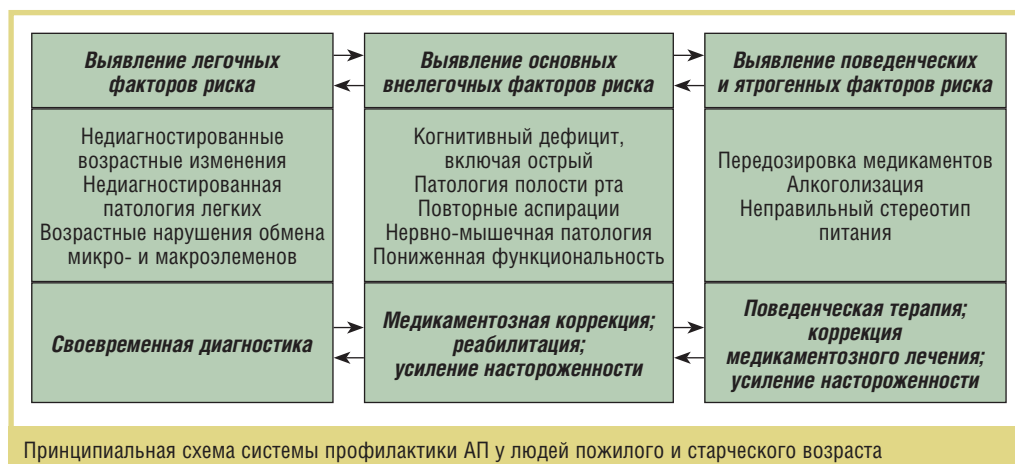 Выявление легочных
факторов риска
Недиагностированные
возрастные изменения
Недиагностированная
патология легких
Возрастные нарушения обмена
микро- и макроэлеменов
Своевременная диагностика
Выявление основных
внелегочных факторов риска
Когнитивный дефицит,
включая острый
Патология полости рта
Повторные аспирации
Нервно-мышечная патология
Пониженная функциональность
Медикаментозная коррекция;
реабилитация;
усиление настороженности
Выявление поведенческих
и ятрогенных факторов риска
Передозировка медикаментов
Алкоголизация
Неправильный стереотип
питания
Поведенческая терапия;
коррекция
медикаментозного лечения;
усиление настороженности
Принципиальная схема системы профилактики АП у людей пожилого и старческого возраста